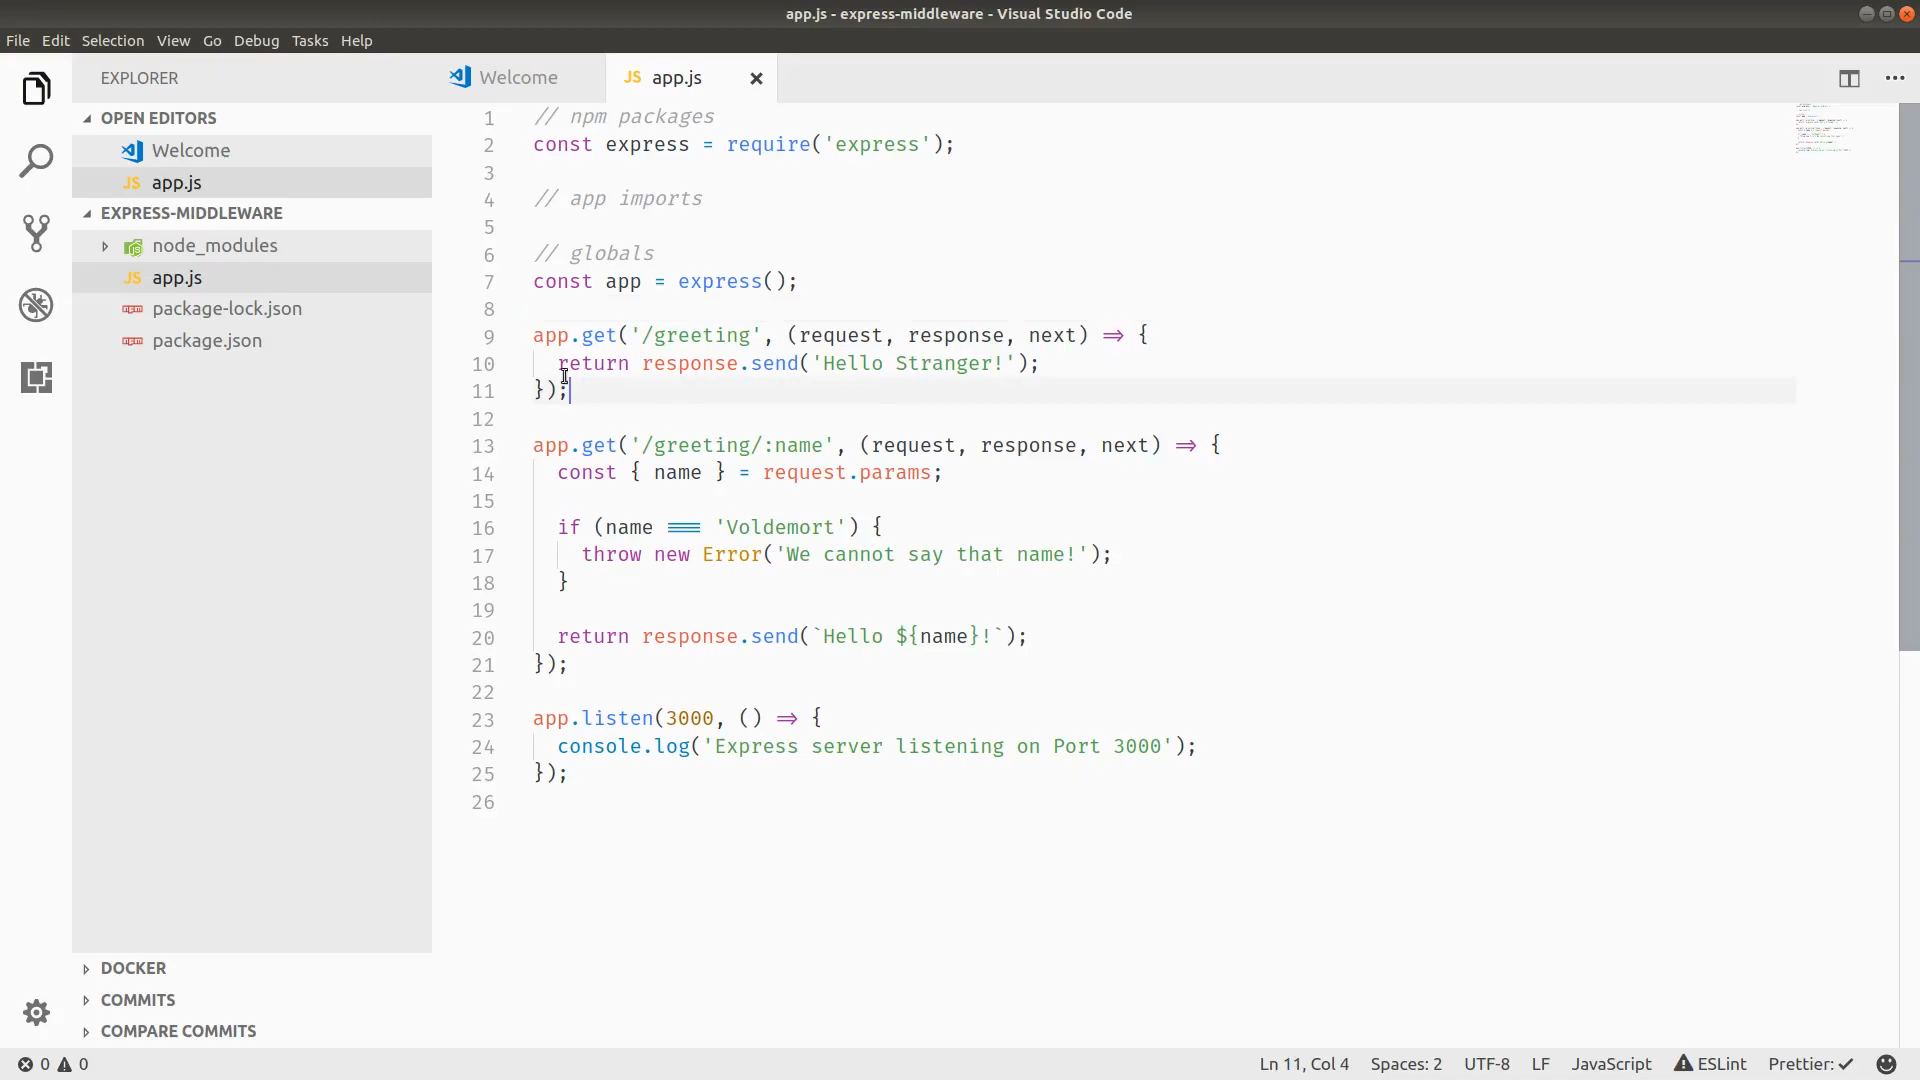 app.js - express-middleware - Visual Studio Code
File Edit Selection View Go Debug Tasks Help
EXPLORER
OPEN EDITORS
Welcome
JS app.js
EXPRESS-MIDDLEWARE
node_modules
JS app.js
npm package-lock.json
npm package.json
DOCKER
COMMITS
COMPARE COMMITS
Welcome JS app.js
1 // npm packages
2 const express = require('express');
3
4 // app imports
5
6 // globals
7 const app = express();
8
9 app.get('/greeting', (request, response, next) => {
10 return response.send('Hello Stranger!');
11 });
12
13 app.get('/greeting/:name', (request, response, next) => {
14 const { name } = request.params;
15
16 if (name === 'Voldemort') {
17 throw new Error('We cannot say that name!');
18 }
19
20 return response.send(`Hello ${name}!`);
21 });
22
23 app.listen(3000, () => {
24 console.log('Express server listening on Port 3000');
25 });
26
0 0 Ln 11, Col 4 Spaces: 2 UTF-8 LF JavaScript ESLint Prettier: ✓